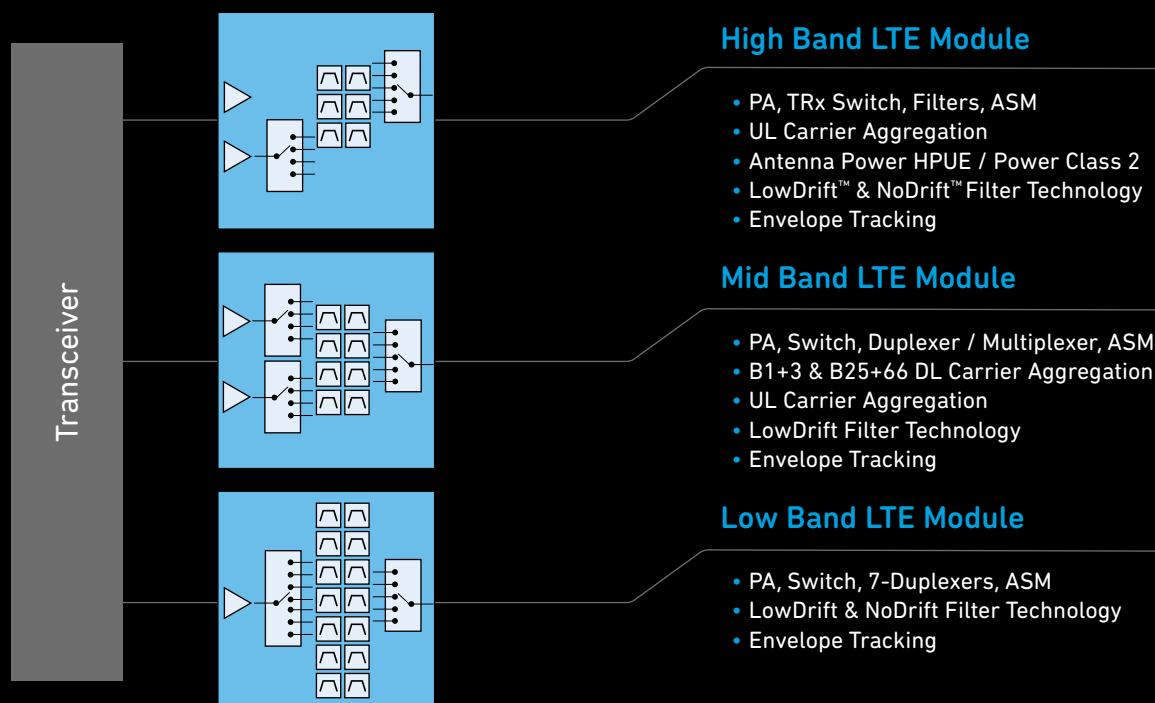 Transceiver
High Band LTE Module
• PA, TRx Switch, Filters, ASM
• UL Carrier Aggregation
• Antenna Power HPUE / Power Class 2
• LowDrift™ & NoDrift™ Filter Technology
• Envelope Tracking
Mid Band LTE Module
• PA, Switch, Duplexer / Multiplexer, ASM
• B1+3 & B25+66 DL Carrier Aggregation
• UL Carrier Aggregation
• LowDrift Filter Technology
• Envelope Tracking
Low Band LTE Module
• PA, Switch, 7-Duplexers, ASM
• LowDrift & NoDrift Filter Technology
• Envelope Tracking